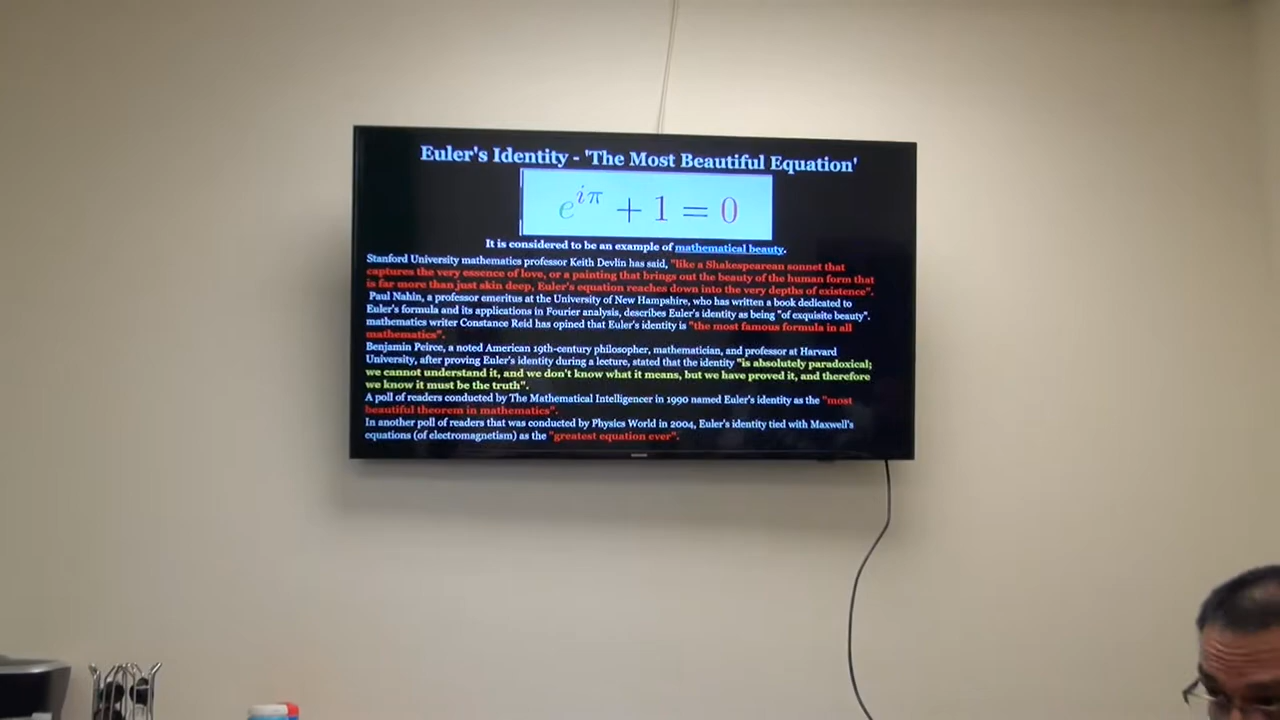 Euler's Identity - 'The Most Beautiful Equation'
e^{iπ} + 1 = 0
It is considered to be an example of mathematical beauty.
Stanford University mathematics professor Keith Devlin has said, "like a Shakespearean sonnet that
captures the very essence of love, or a painting that brings out the beauty of the human form that
is far more than just skin deep, Euler's equation reaches down into the very depths of existence".
Paul Nahin, a professor emeritus at the University of New Hampshire, who has written a book dedicated to
Euler's formula and its applications in Fourier analysis, describes Euler's identity as being "of exquisite beauty".
mathematics writer Constance Reid has opined that Euler's identity is "the most famous formula in all
mathematics".
Benjamin Peirce, a noted American 19th-century philosopher, mathematician, and professor at Harvard
University, after proving Euler's identity during a lecture, stated that the identity "is absolutely paradoxical;
we cannot understand it, and we don't know what it means, but we have proved it, and therefore
we know it must be the truth".
A poll of readers conducted by The Mathematical Intelligencer in 1990 named Euler's identity as the "most
beautiful theorem in mathematics".
In another poll of readers that was conducted by Physics World in 2004, Euler's identity tied with Maxwell's
equations (of electromagnetism) as the "greatest equation ever".